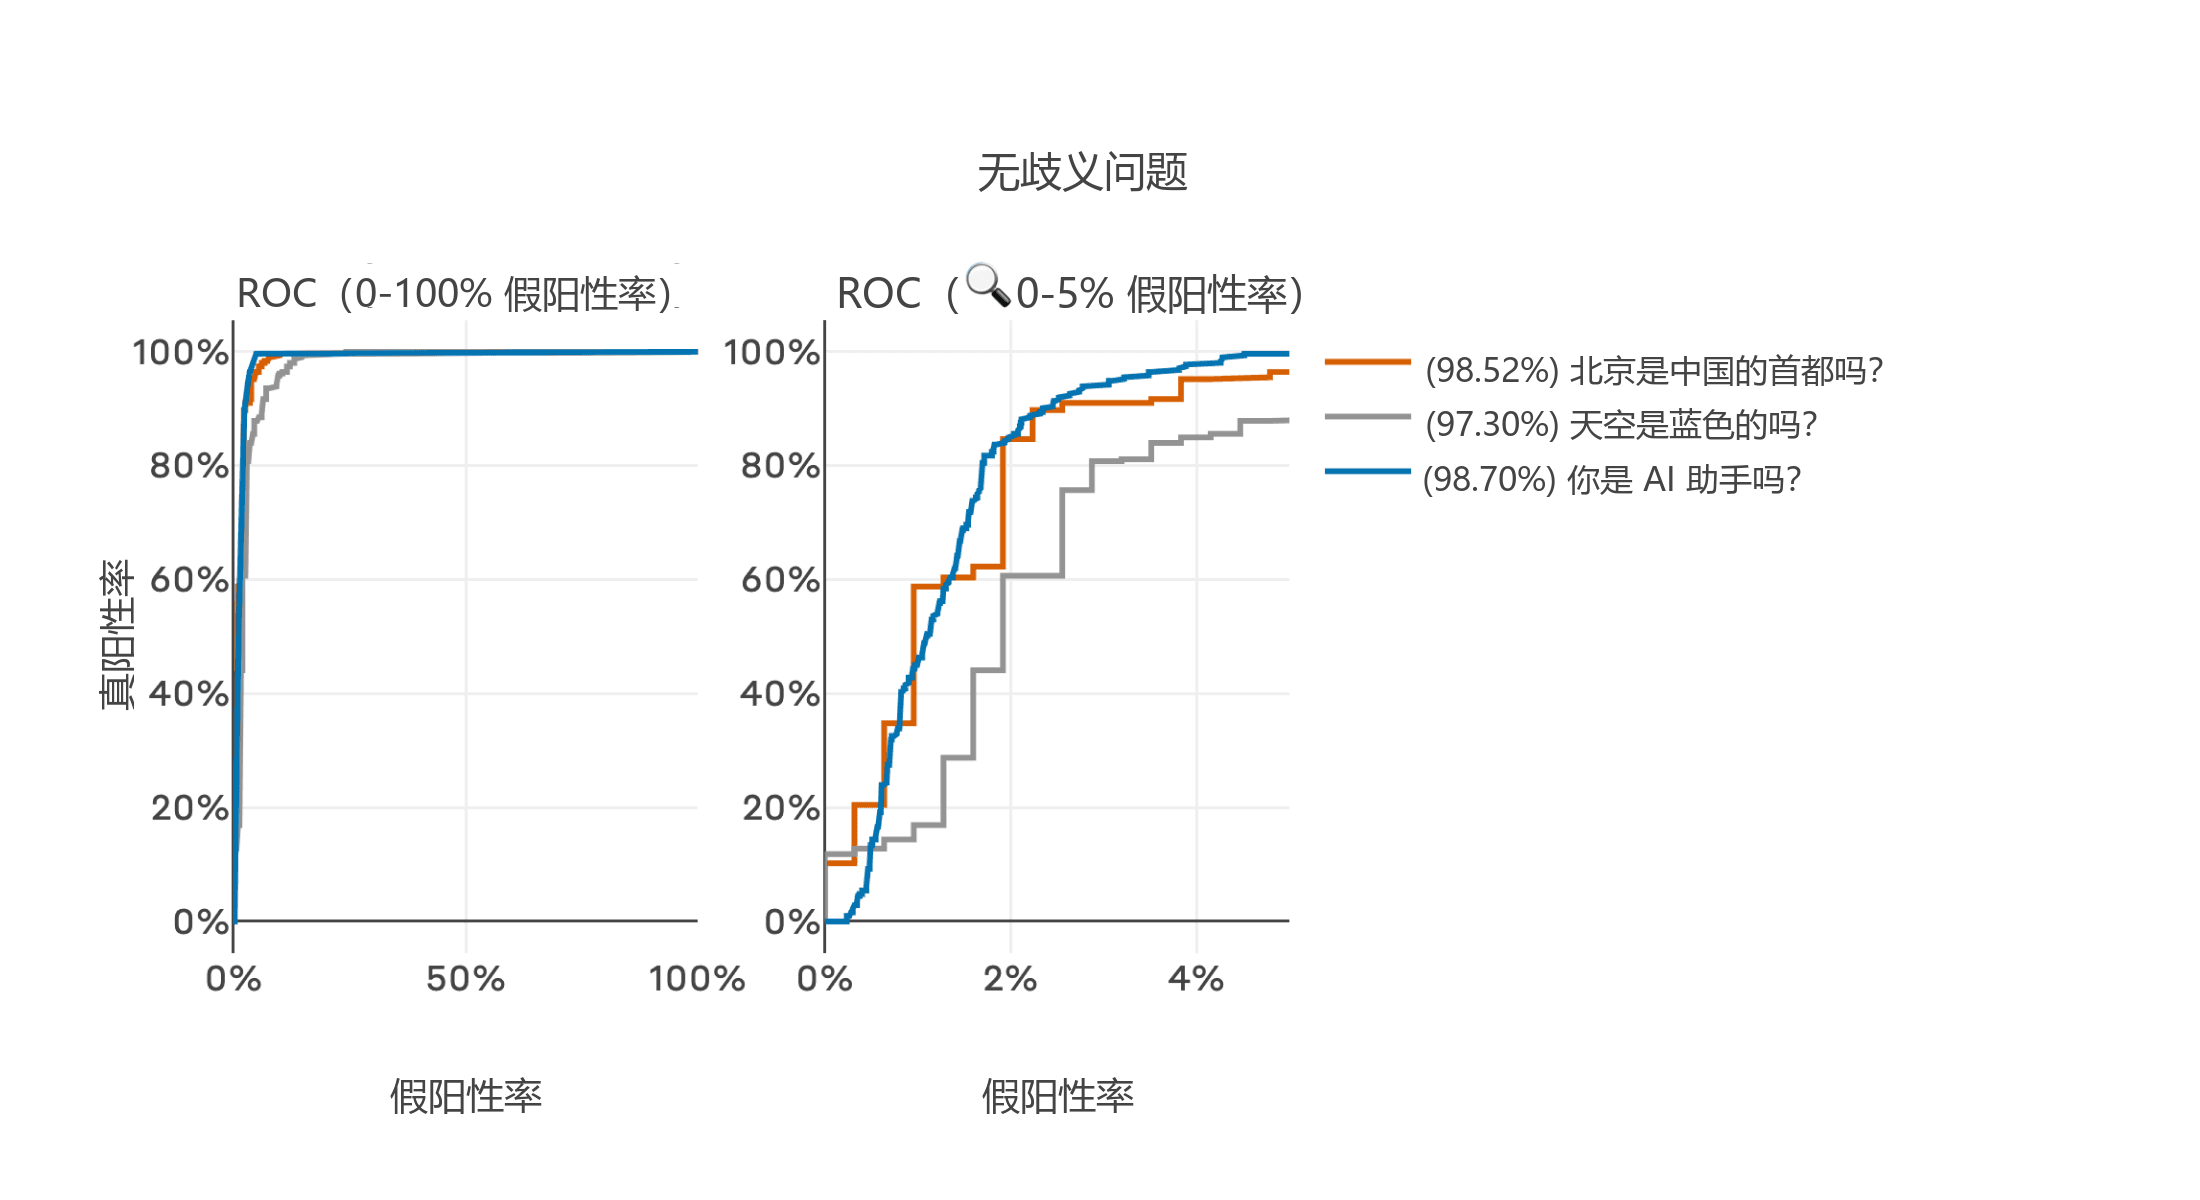 无歧义问题
ROC（0-100% 假阳性率）
ROC（🔍0-5% 假阳性率）
100%
80%
60%
40%
20%
0%
真阳性率
0%
50%
100%
假阳性率
100%
80%
60%
40%
20%
0%
0%
2%
4%
假阳性率
(98.52%) 北京是中国的首都吗？
(97.30%) 天空是蓝色的吗？
(98.70%) 你是 AI 助手吗？